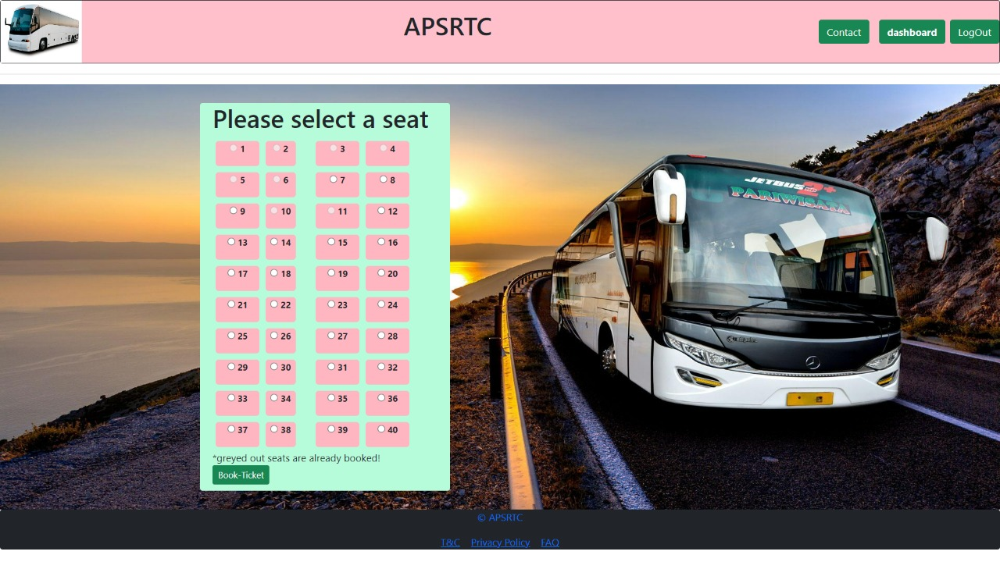 APSRTC
Contact dashboard LogOut
Please select a seat
1 2 3 4
5 6 7 8
9 10 11 12
13 14 15 16
17 18 19 20
21 22 23 24
25 26 27 28
29 30 31 32
33 34 35 36
37 38 39 40
*greyed out seats are already booked!
Book-Ticket
JETBUS HD 2+
PARIWISATA
© APSRTC
T&C Privacy Policy FAQ